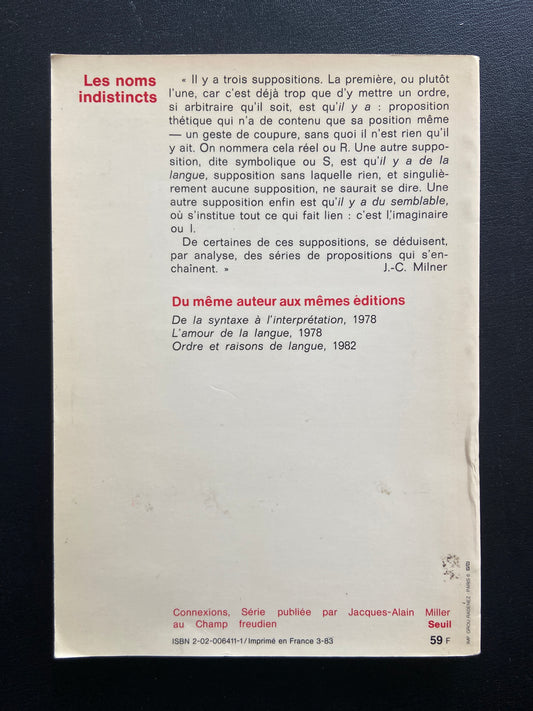 Les noms
indistincts
« Il y a trois suppositions. La première, ou plutôt
l'une, car c'est déjà trop que d'y mettre un ordre,
si arbitraire qu'il soit, est qu'il y a : proposition
thétique qui n'a de contenu que sa position même
— un geste de coupure, sans quoi il n'est rien qu'il
y ait. On nommera cela réel ou R. Une autre suppo-
sition, dite symbolique ou S, est qu'il y a de la
langue, supposition sans laquelle rien, et singuliè-
rement aucune supposition, ne saurait se dire. Une
autre supposition enfin est qu'il y a du semblable,
où s'institue tout ce qui fait lien : c'est l'imaginaire
ou I.
De certaines de ces suppositions, se déduisent,
par analyse, des séries de propositions qui s'en-
chaînent. » J.-C. Milner
Du même auteur aux mêmes éditions
De la syntaxe à l'interprétation, 1978
L'amour de la langue, 1978
Ordre et raisons de langue, 1982
Connexions, Série publiée par Jacques-Alain Miller
au Champ freudien Seuil
ISBN 2-02-006411-1/Imprimé en France 3-83 59 F
IMP. GROU-RADENEZ - PARIS 6